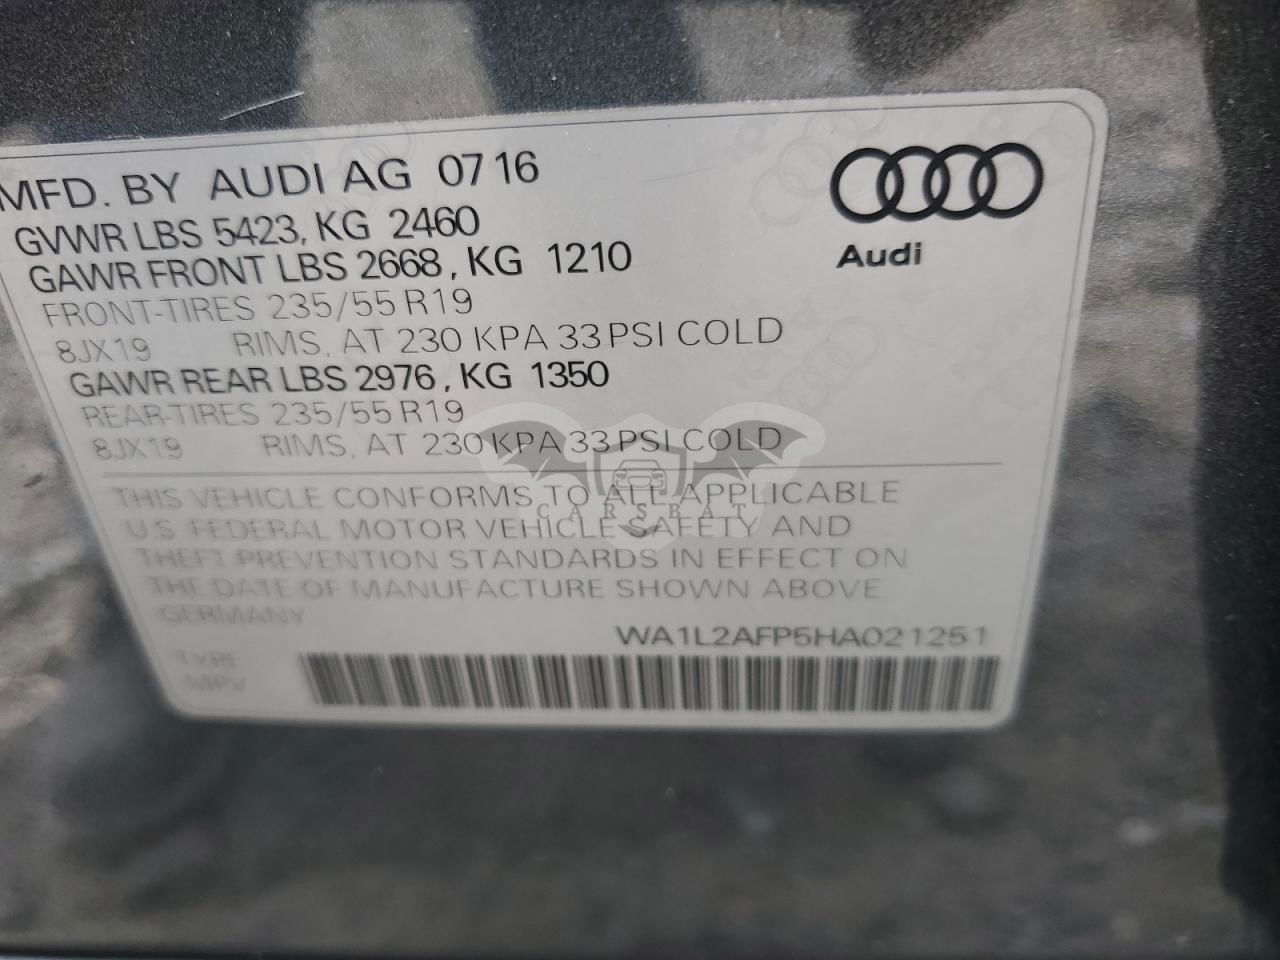 MFD. BY AUDI AG 07 16
GVWR LBS 5423, KG 2460
GAWR FRONT LBS 2668, KG 1210
FRONT-TIRES 235/55 R19
8JX19 RIMS, AT 230 KPA 33 PSI COLD
GAWR REAR LBS 2976, KG 1350
REAR-TIRES 235/55 R19
8JX19 RIMS, AT 230 KPA 33 PSI COLD
THIS VEHICLE CONFORMS TO ALL APPLICABLE
U.S. FEDERAL MOTOR VEHICLE SAFETY AND
THEFT PREVENTION STANDARDS IN EFFECT ON
THE DATE OF MANUFACTURE SHOWN ABOVE
GERMANY
WA1L2AFP5HA021251
TYPE
MPV
Audi
CARSBAT